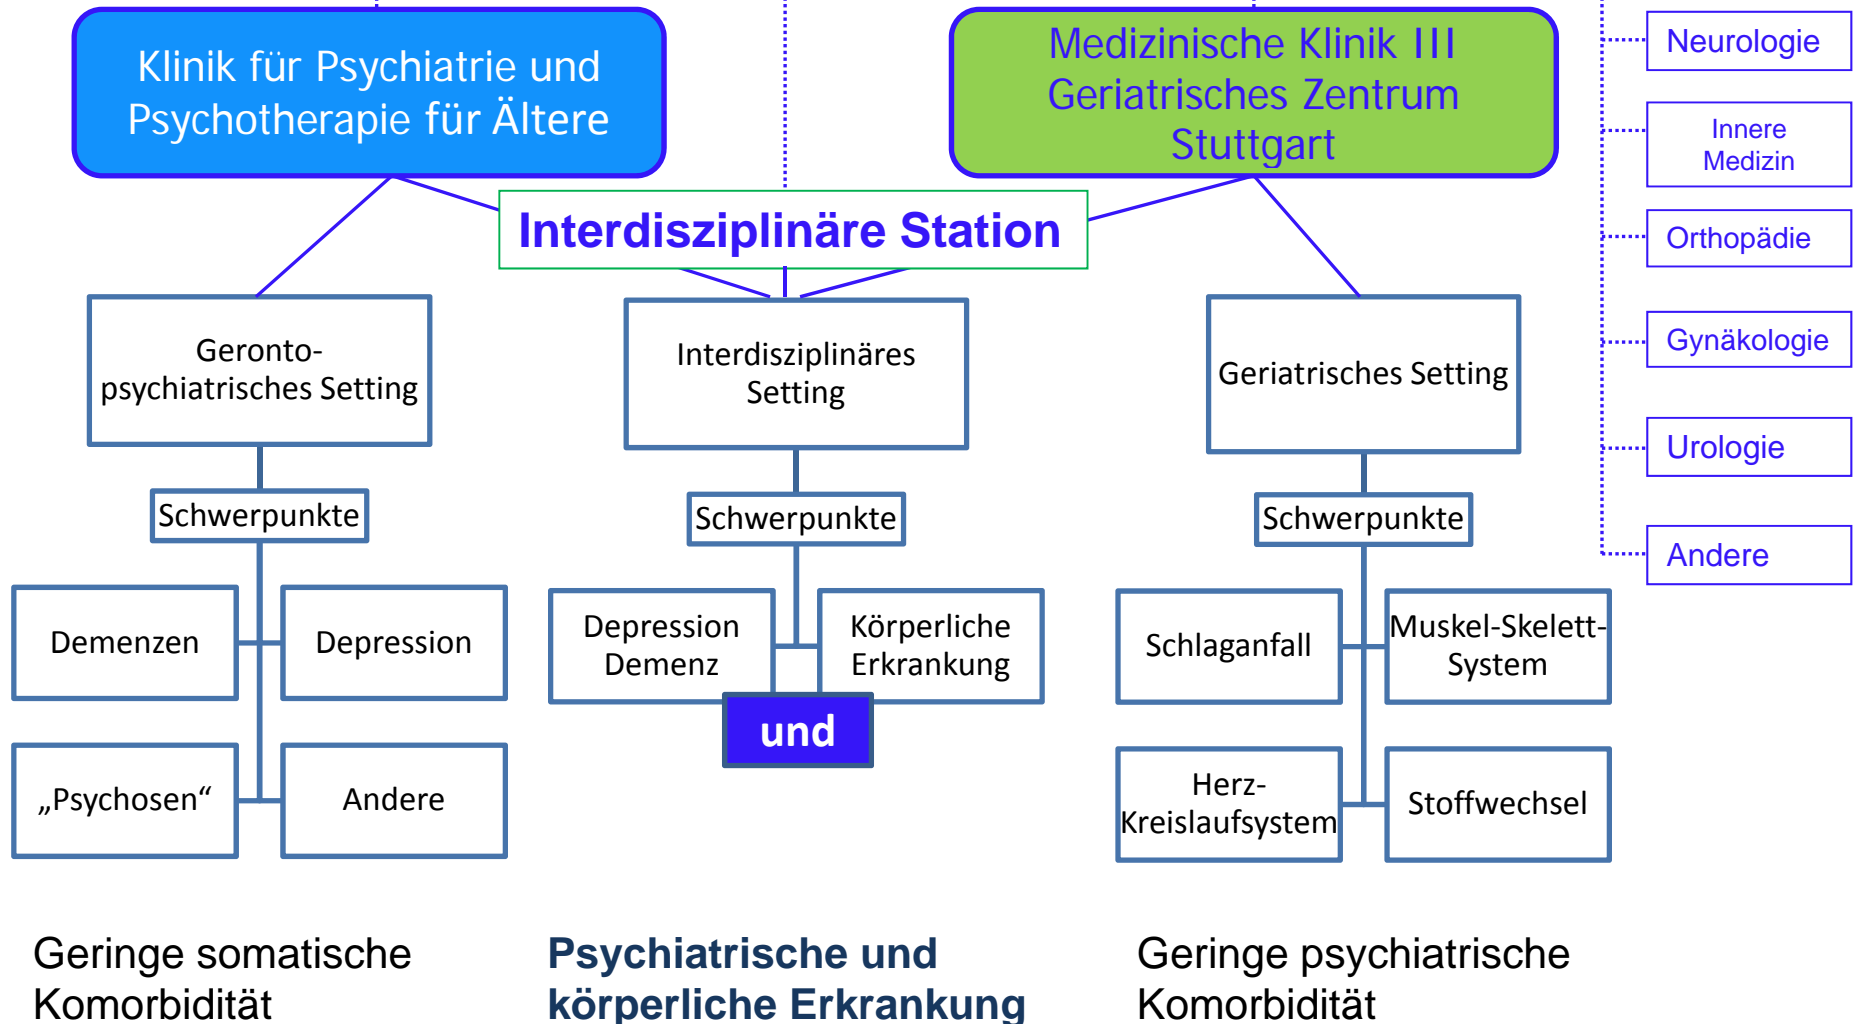 Klinik für Psychiatrie und
Psychotherapie für Ältere
Medizinische Klinik III
Geriatrisches Zentrum
Stuttgart
Interdisziplinäre Station
Geronto-
psychiatrisches Setting
Schwerpunkte
Demenzen
Depression
„Psychosen“
Andere
Interdisziplinäres
Setting
Schwerpunkte
Depression
Demenz
Körperliche
Erkrankung
und
Geriatrisches Setting
Schwerpunkte
Schlaganfall
Muskel-Skelett-
System
Herz-
Kreislaufsystem
Stoffwechsel
Neurologie
Innere
Medizin
Orthopädie
Gynäkologie
Urologie
Andere
Geringe somatische
Komorbidität
Psychiatrische und
körperliche Erkrankung
Geringe psychiatrische
Komorbidität